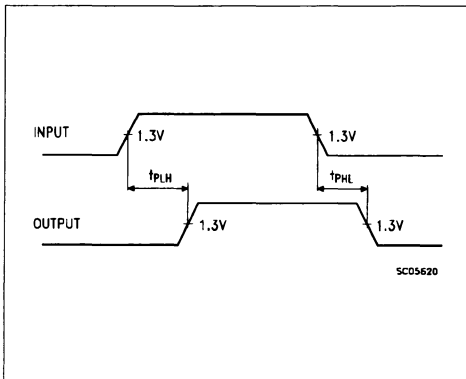 INPUT
1.3V
1.3V
tPLH
tPHL
OUTPUT
1.3V
1.3V
SC05620